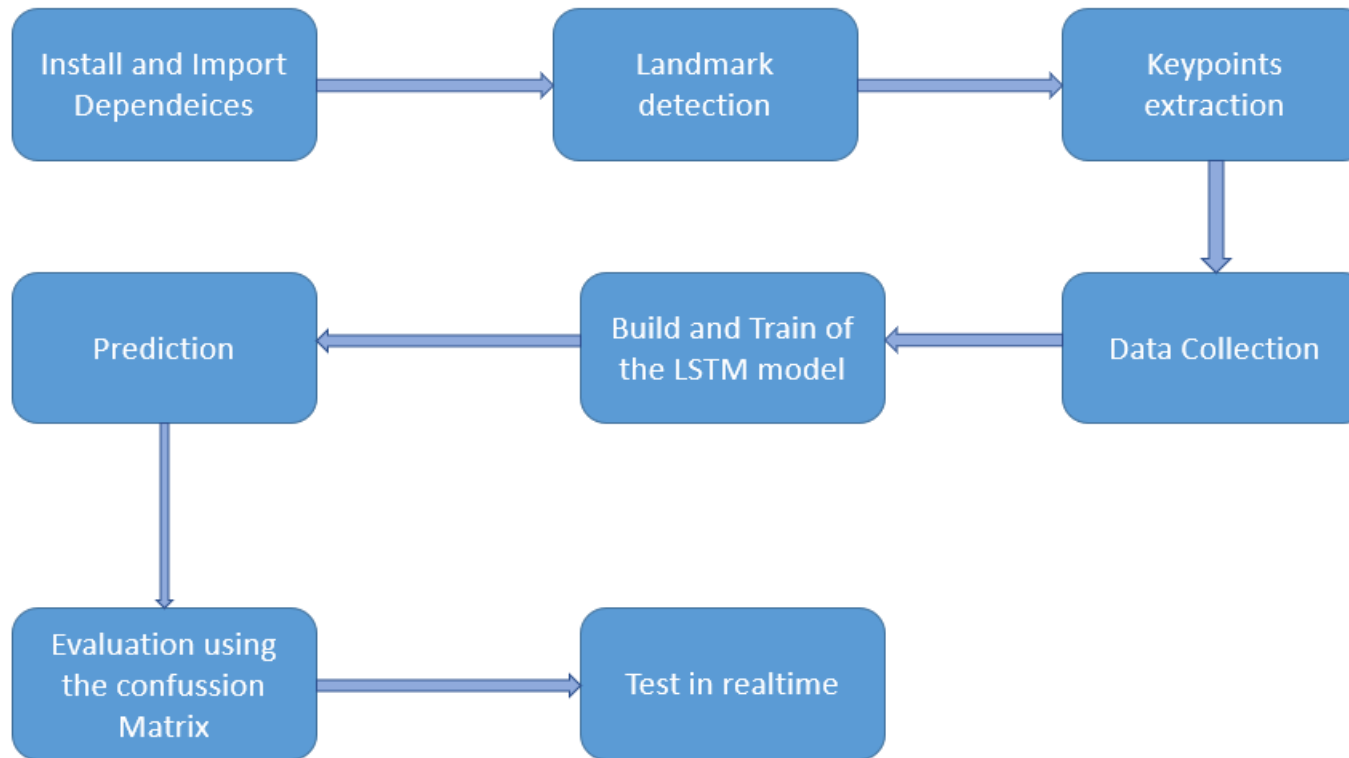 Install and Import
Dependeices
Landmark
detection
Keypoints
extraction
Prediction
Build and Train of
the LSTM model
Data Collection
Evaluation using
the confussion
Matrix
Test in realtime